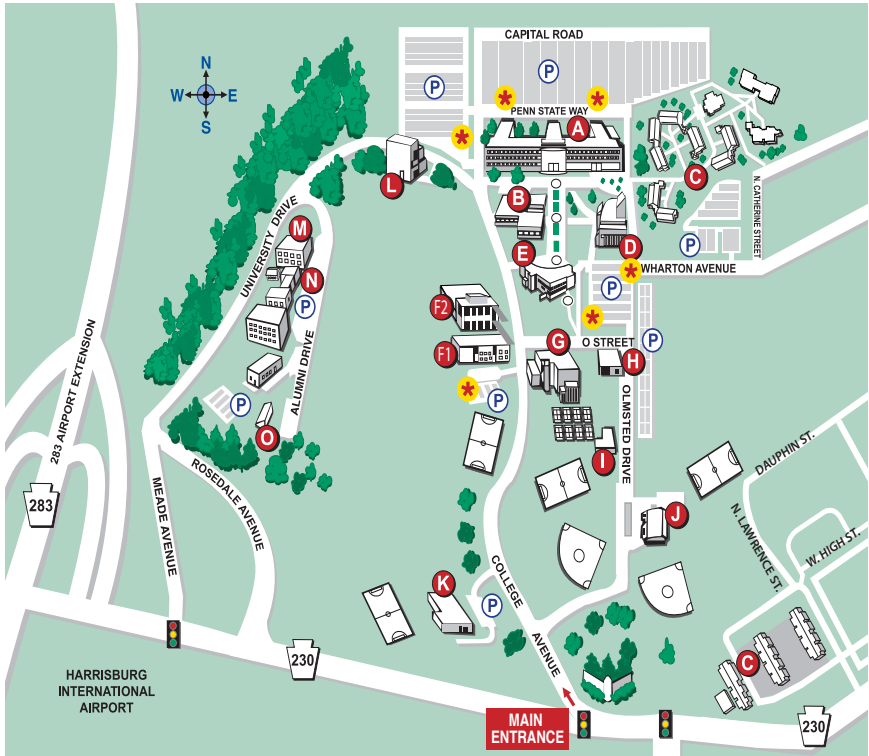 CAPITAL ROAD
P
P
N
W E
S
PENN STATE WAY
A
L
C
B
N. CATHERINE STREET
UNIVERSITY DRIVE
M
D
P
E
WHARTON AVENUE
N
P
P
F2
O STREET
P
F1
G
H
283 AIRPORT EXTENSION
ALUMNI DRIVE
P
P
OLMSTED DRIVE
O
I
DAUPHIN ST.
ROSEDALE AVENUE
MEADE AVENUE
283
J
N. LAWRENCE ST.
W. HIGH ST.
K
P
COLLEGE
AVENUE
230
C
HARRISBURG
INTERNATIONAL
AIRPORT
MAIN
ENTRANCE
230